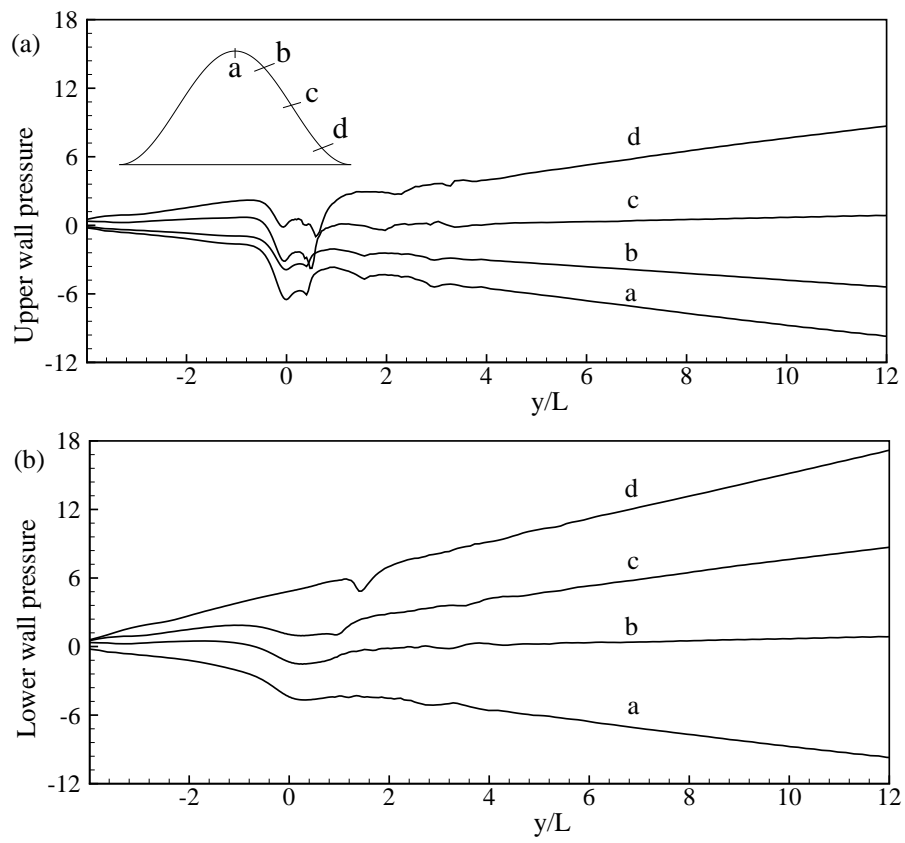 (a)
18
12
6
0
-6
-12
Upper wall pressure
a
b
c
d
d
c
b
a
-2 0 2 4 6 8 10 12
y/L
(b)
18
12
6
0
-6
-12
Lower wall pressure
d
c
b
a
-2 0 2 4 6 8 10 12
y/L